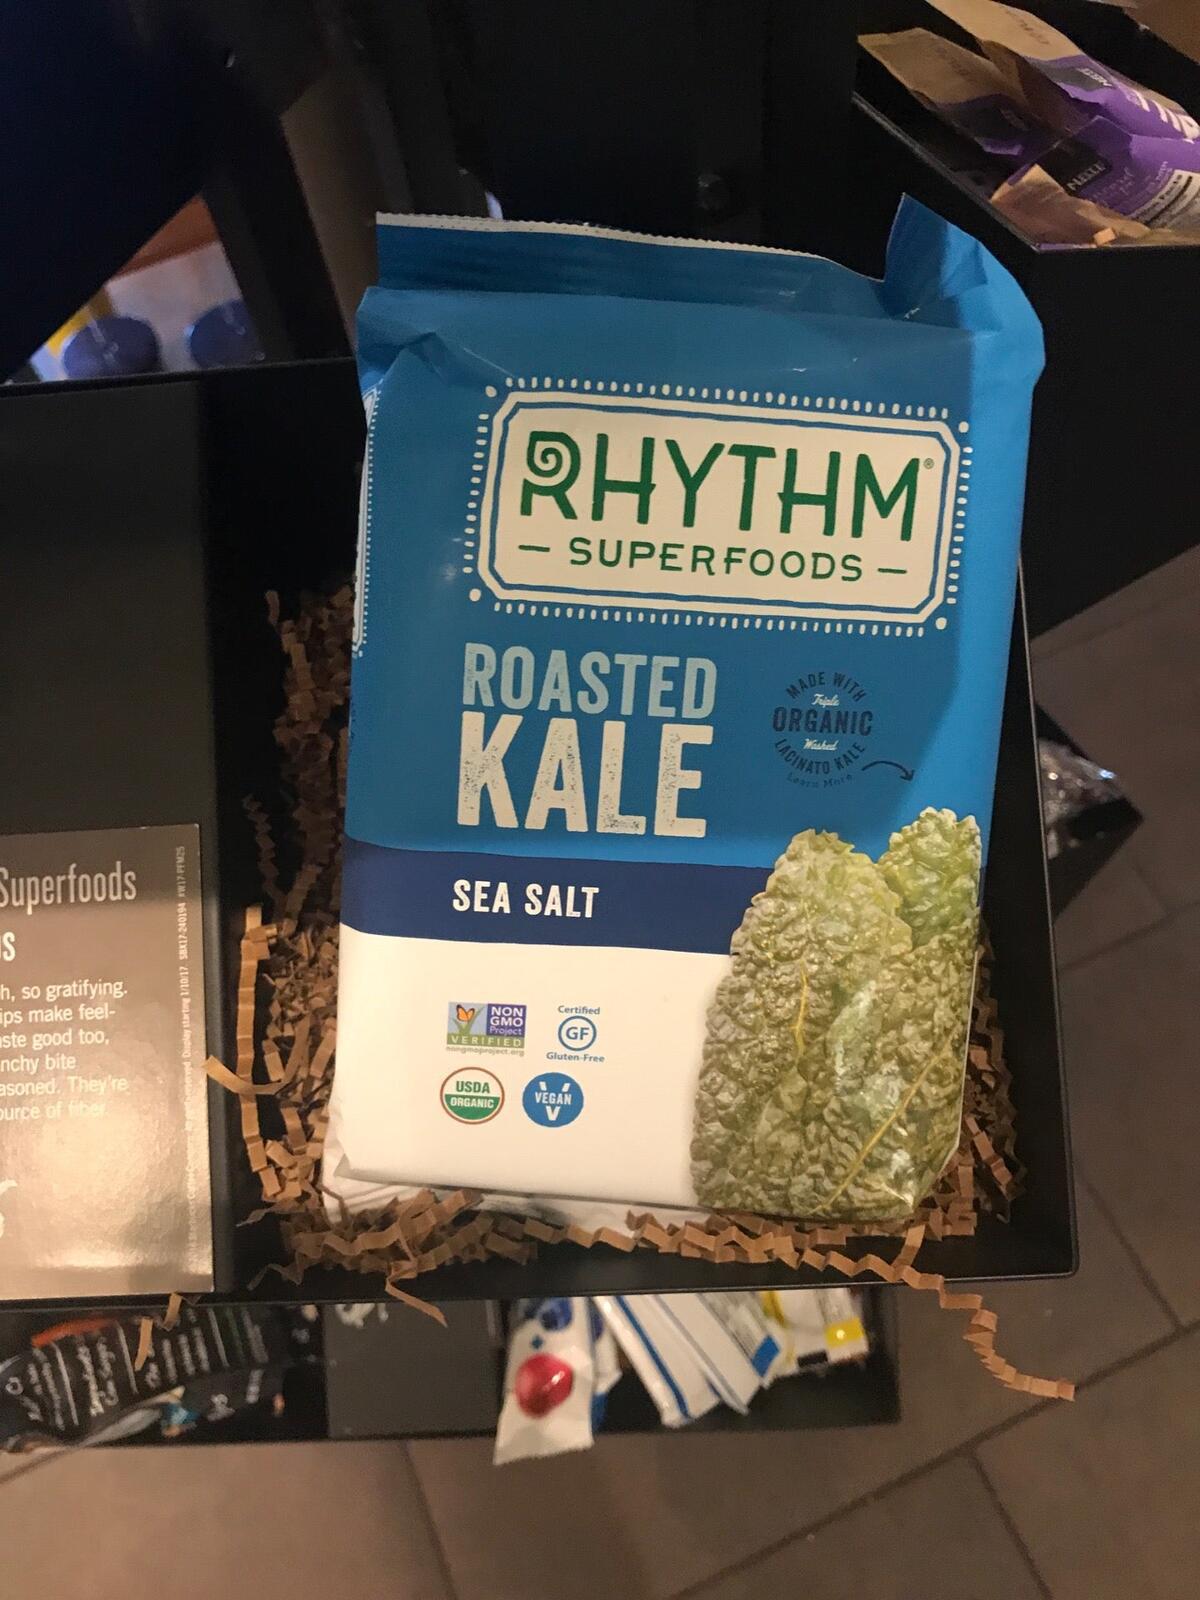 RHYTHM®
— SUPERFOODS —
ROASTED
KALE
MADE WITH
Triple
ORGANIC
Washed
LACINATO KALE
Learn More
SEA SALT
NON
GMO
Project
VERIFIED
nongmoproject.org
Certified
GF
Gluten-Free
USDA
ORGANIC
VEGAN
V
Superfoods
h, so gratifying.
ips make feel-
aste good too,
nchy bite
asoned. They're
ource of fiber.
SBX17-240194